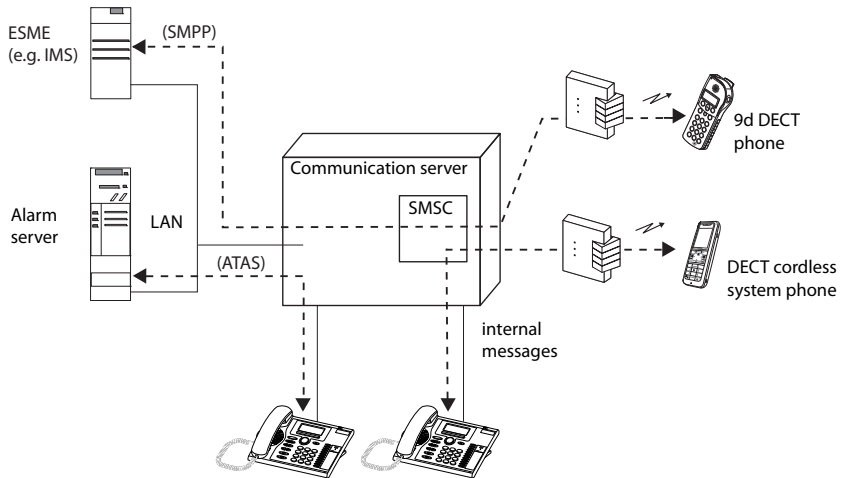 ESME
(e.g. IMS)
(SMPP)
9d DECT
phone
Communication server
SMSC
Alarm
server
LAN
(ATAS)
DECT cordless
system phone
internal
messages